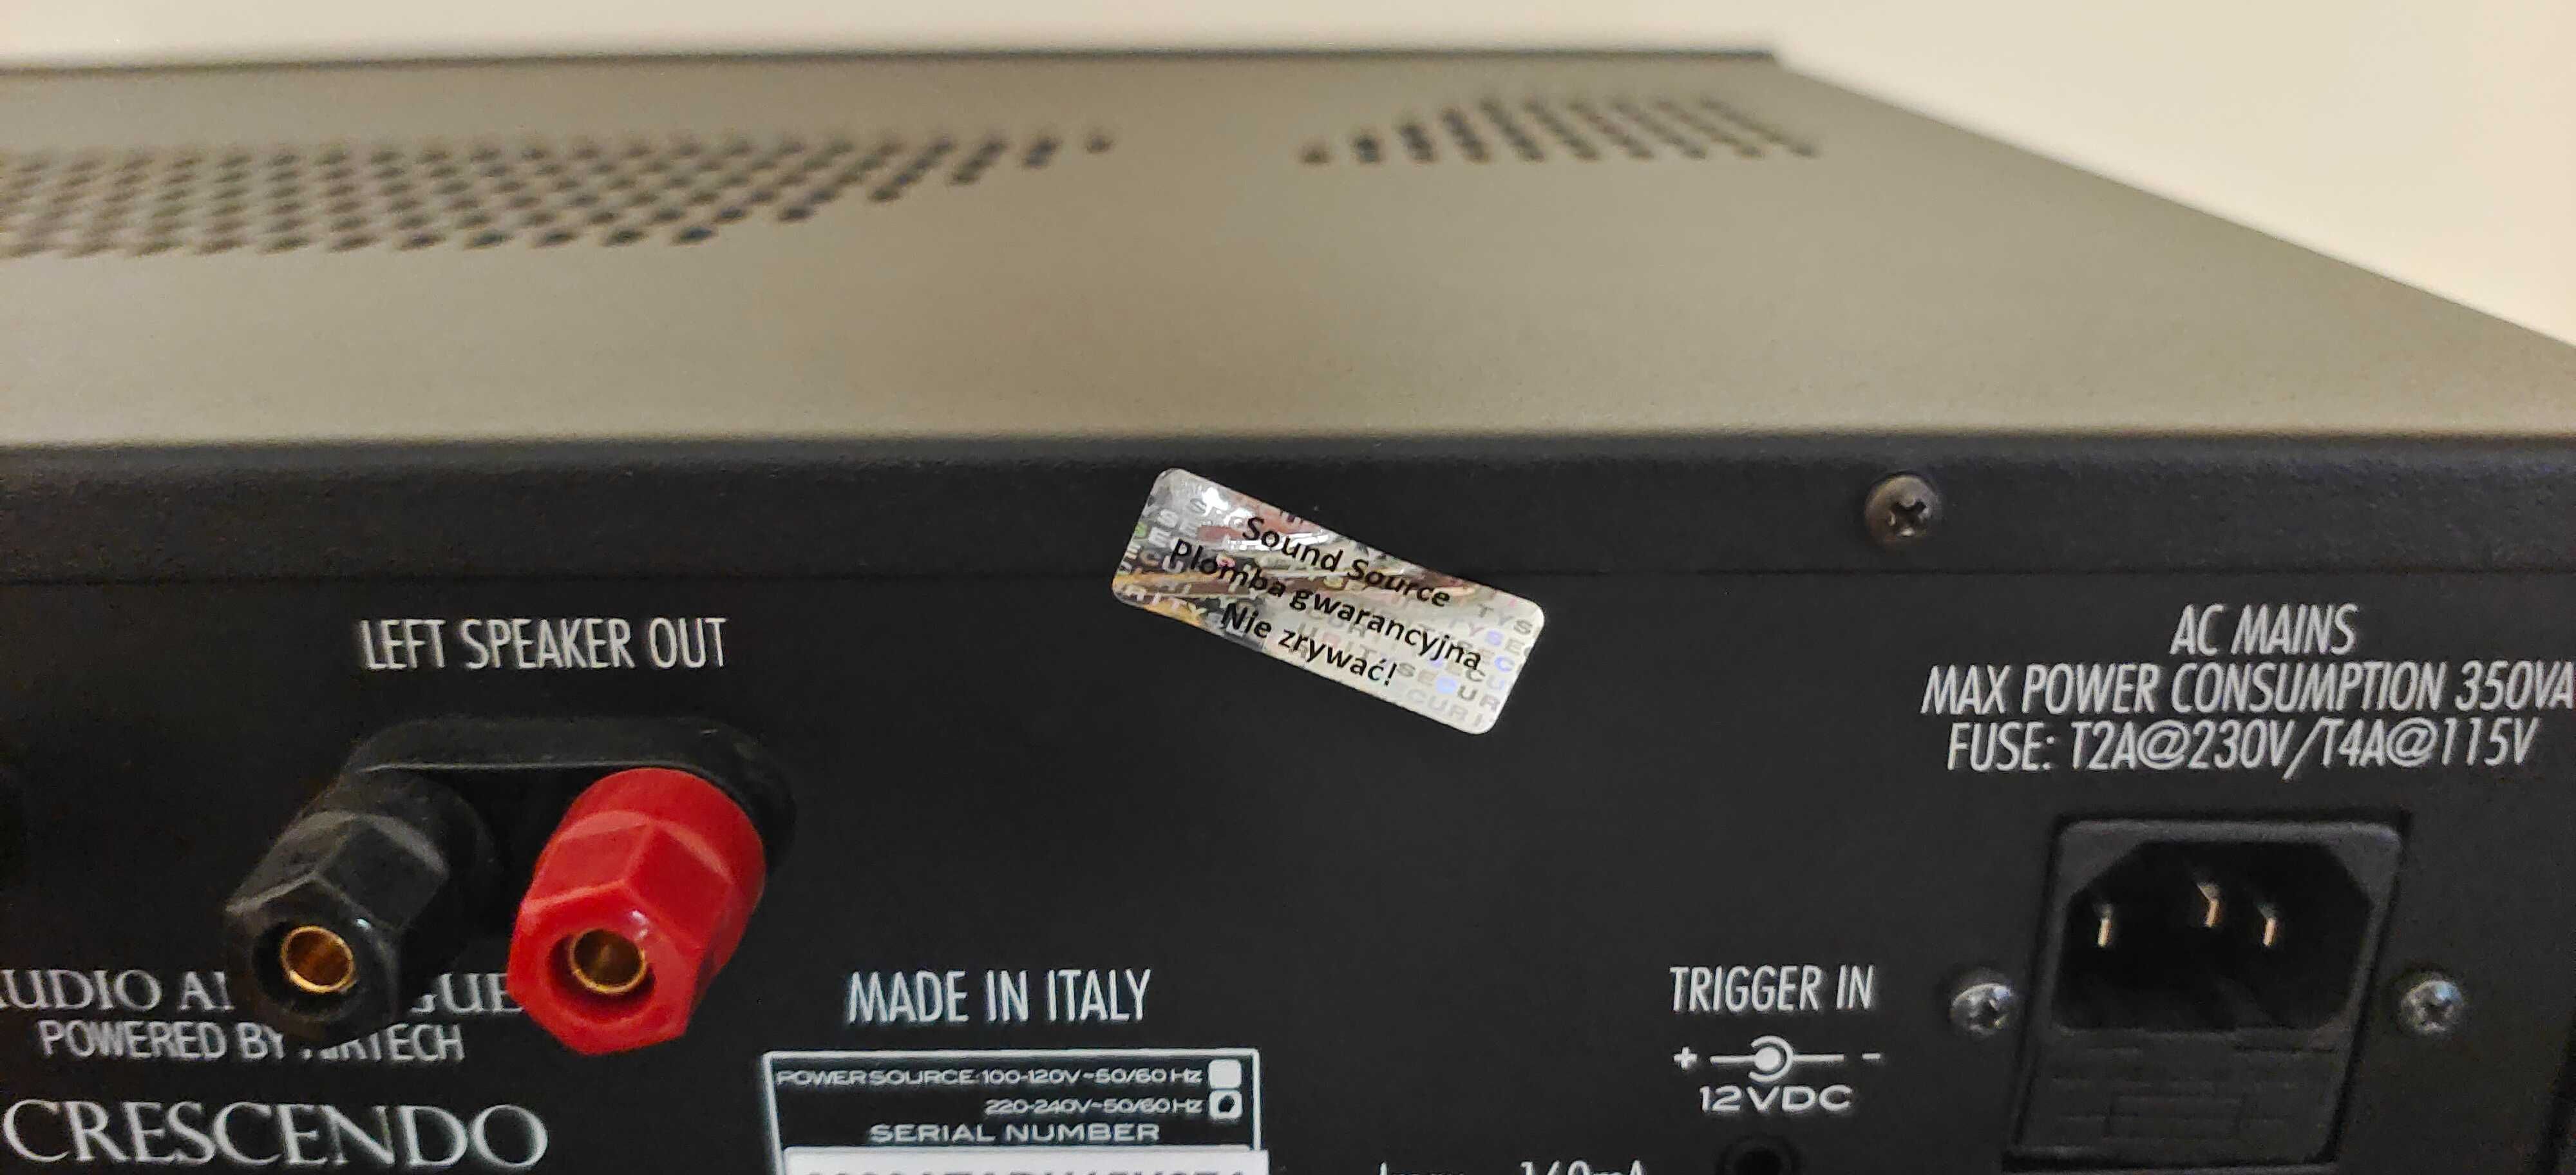 Sound Source
Plomba gwarancyjna
Nie zrywać!
LEFT SPEAKER OUT
AC MAINS
MAX POWER CONSUMPTION 350VA
FUSE: T2A@230V/T4A@115V
POWERED BY AIRTECH
CRESCENDO
MADE IN ITALY
POWER SOURCE: 100-120V~50/60 Hz
220-240V~50/60 Hz
SERIAL NUMBER
TRIGGER IN
+ -
12VDC
160mA